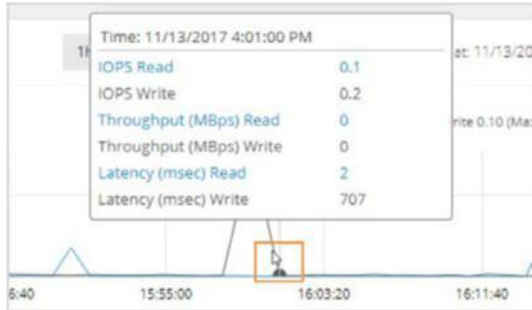 Time: 11/13/2017 4:01:00 PM
1h
at: 11/13/20
IOPS Read 0.1
IOPS Write 0.2
Throughput (MBps) Read 0
rite 0.10 (Ma
Throughput (MBps) Write 0
Latency (msec) Read 2
Latency (msec) Write 707
6:40 15:55:00 16:03:20 16:11:40